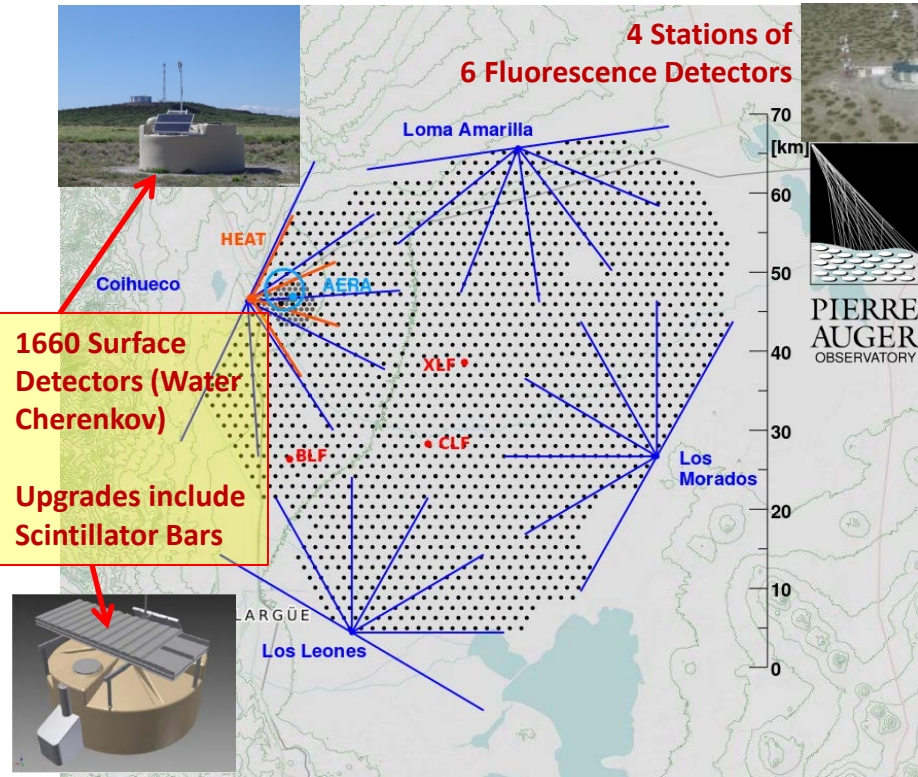 4 Stations of
6 Fluorescence Detectors
70
[km]
Loma Amarilla
60
HEAT
Coihueco
AERA
50
PIERRE
AUGER
OBSERVATORY
1660 Surface
Detectors (Water
Cherenkov)
Upgrades include
Scintillator Bars
40
XLF
30
CLF
BLF
Los
Morados
20
10
LARGÜE
Los Leones
0